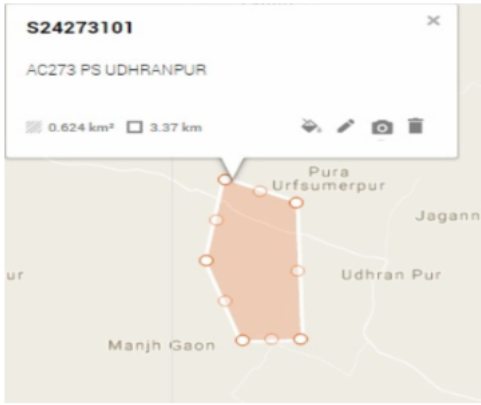 S24273101
AC273 PS UDHRANPUR
0.624 km² 3.37 km
Pura
Urfsumerpur
Jagann
ur
Udhran Pur
Manjh Gaon